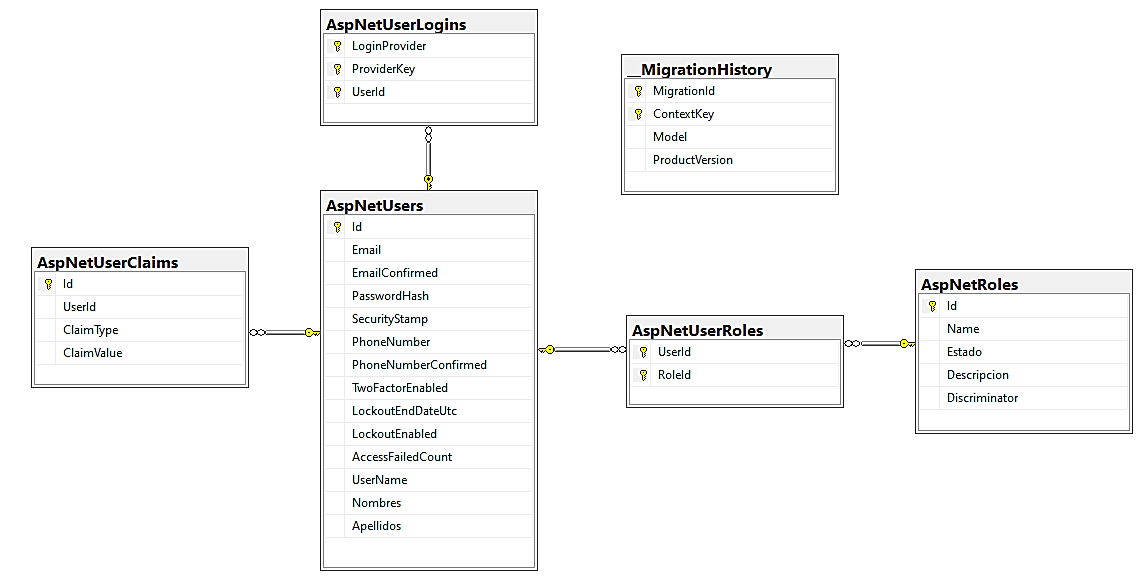 AspNetUserLogins
LoginProvider
ProviderKey
UserId
__MigrationHistory
MigrationId
ContextKey
Model
ProductVersion
AspNetUsers
Id
Email
EmailConfirmed
PasswordHash
SecurityStamp
PhoneNumber
PhoneNumberConfirmed
TwoFactorEnabled
LockoutEndDateUtc
LockoutEnabled
AccessFailedCount
UserName
Nombres
Apellidos
AspNetUserClaims
Id
UserId
ClaimType
ClaimValue
AspNetUserRoles
UserId
RoleId
AspNetRoles
Id
Name
Estado
Descripcion
Discriminator